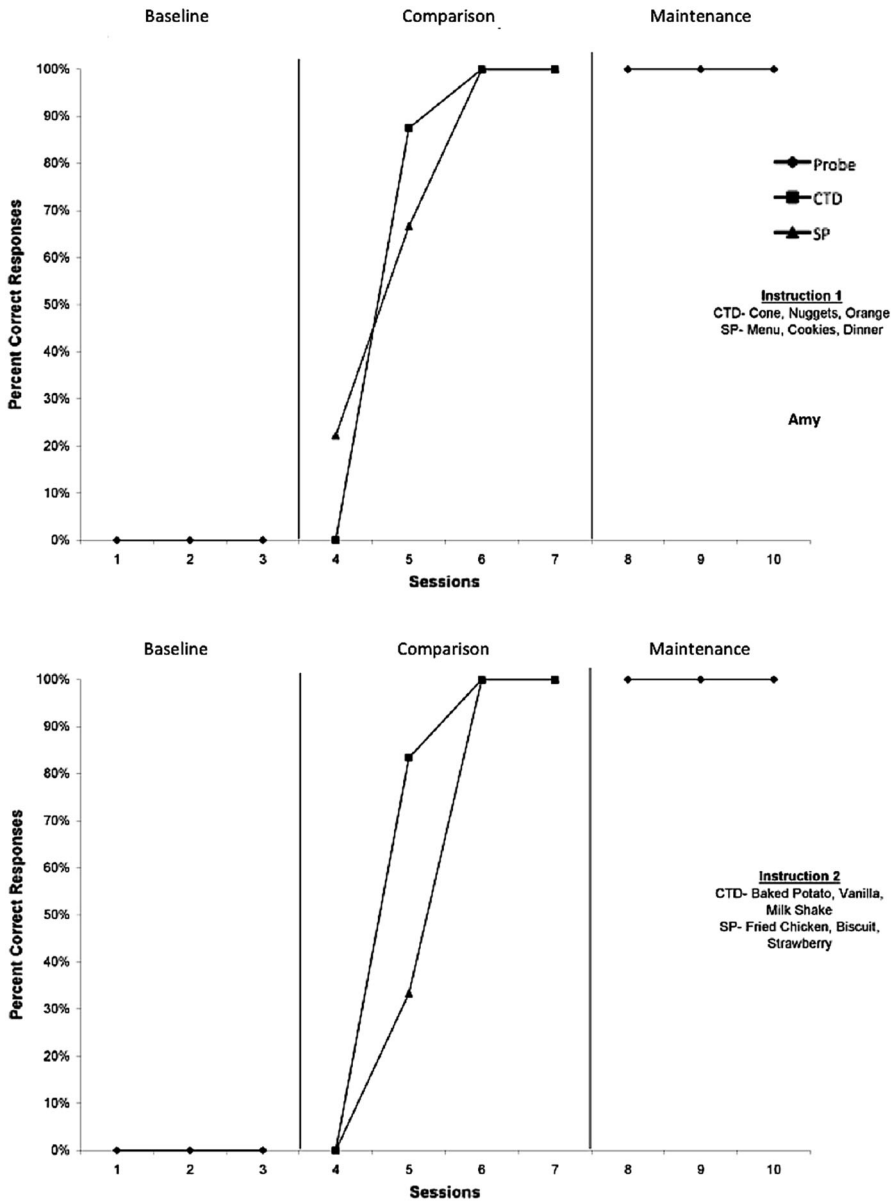 Baseline Comparison Maintenance
100%
90%
80%
70%
60%
50%
40%
30%
20%
10%
0%
Percent Correct Responses
Probe
CTD
SP
Instruction 1
CTD- Cone, Nuggets, Orange
SP- Menu, Cookies, Dinner
Amy
1 2 3 4 5 6 7 8 9 10
Sessions
Baseline Comparison Maintenance
100%
90%
80%
70%
60%
50%
40%
30%
20%
10%
0%
Percent Correct Responses
Instruction 2
CTD- Baked Potato, Vanilla,
Milk Shake
SP- Fried Chicken, Biscuit,
Strawberry
1 2 3 4 5 6 7 8 9 10
Sessions